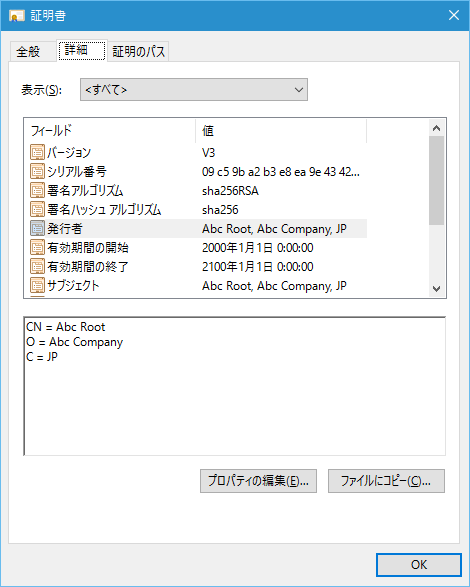 証明書
全般
詳細
証明のパス
表示(S):
<すべて>
フィールド 値
バージョン V3
シリアル番号 09 c5 9b a2 b3 e8 ea 9e 43 42...
署名アルゴリズム sha256RSA
署名ハッシュ アルゴリズム sha256
発行者 Abc Root, Abc Company, JP
有効期間の開始 2000年1月1日 0:00:00
有効期間の終了 2100年1月1日 0:00:00
サブジェクト Abc Root, Abc Company, JP
CN = Abc Root
O = Abc Company
C = JP
プロパティの編集(E)...
ファイルにコピー(C)...
OK